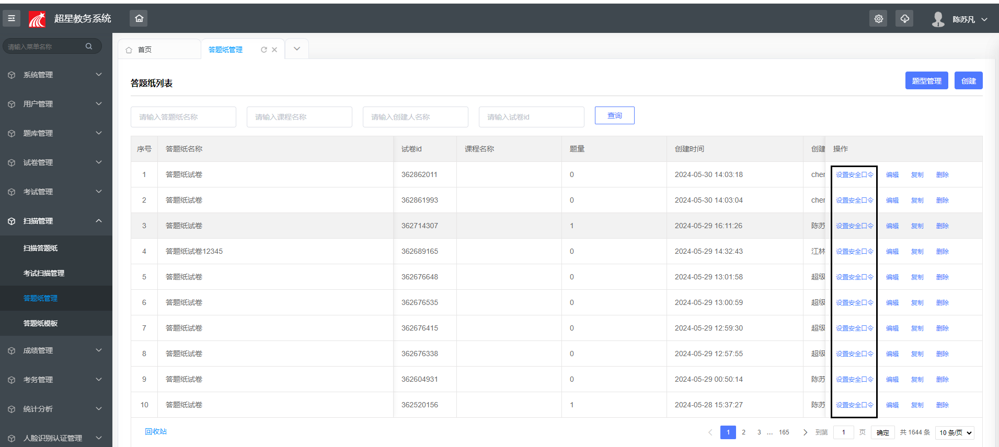 超星教务系统
陈苏凡
请输入菜单名称
首页
答题纸管理
系统管理
用户管理
题库管理
试卷管理
考试管理
扫描管理
扫描答题纸
考试扫描管理
答题纸管理
答题纸模板
成绩管理
考务管理
统计分析
人脸识别认证管理
答题纸列表
题型管理 创建
请输入答题纸名称 请输入课程名称 请输入创建人名称 请输入试卷id 查询
序号 答题纸名称 试卷id 课程名称 题量 创建时间 创建 操作
1 答题纸试卷 362862011 0 2024-05-30 14:03:18 cher 设置安全口令 编辑 复制 删除
2 答题纸试卷 362861993 0 2024-05-30 14:03:04 cher 设置安全口令 编辑 复制 删除
3 答题纸试卷 362714307 1 2024-05-29 16:11:26 陈苏 设置安全口令 编辑 复制 删除
4 答题纸试卷12345 362689165 0 2024-05-29 14:32:43 江林 设置安全口令 编辑 复制 删除
5 答题纸试卷 362676648 0 2024-05-29 13:01:58 超级 设置安全口令 编辑 复制 删除
6 答题纸试卷 362676535 0 2024-05-29 13:00:59 超级 设置安全口令 编辑 复制 删除
7 答题纸试卷 362676415 0 2024-05-29 12:59:30 超级 设置安全口令 编辑 复制 删除
8 答题纸试卷 362676338 0 2024-05-29 12:57:55 超级 设置安全口令 编辑 复制 删除
9 答题纸试卷 362604931 0 2024-05-29 00:50:14 陈苏 设置安全口令 编辑 复制 删除
10 答题纸试卷 362520156 1 2024-05-28 15:37:27 陈苏 设置安全口令 编辑 复制 删除
回收站 1 2 3 ... 165 到第 1 页 确定 共 1644 条 10 条/页